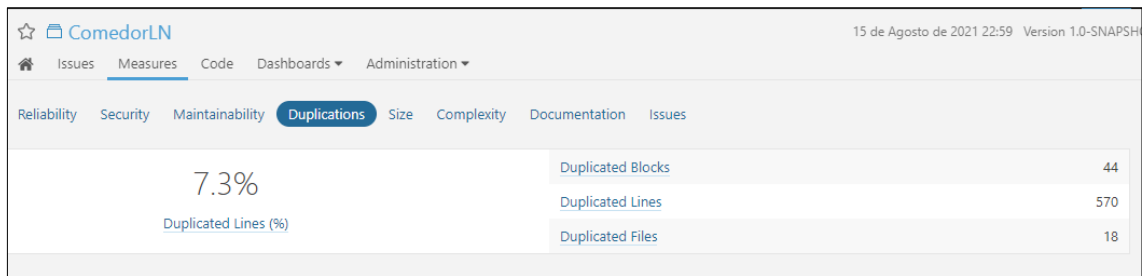 ComedorLN
15 de Agosto de 2021 22:59 Version 1.0-SNAPSHO
Issues Measures Code Dashboards Administration
Reliability Security Maintainability Duplications Size Complexity Documentation Issues
7.3%
Duplicated Lines (%)
Duplicated Blocks 44
Duplicated Lines 570
Duplicated Files 18